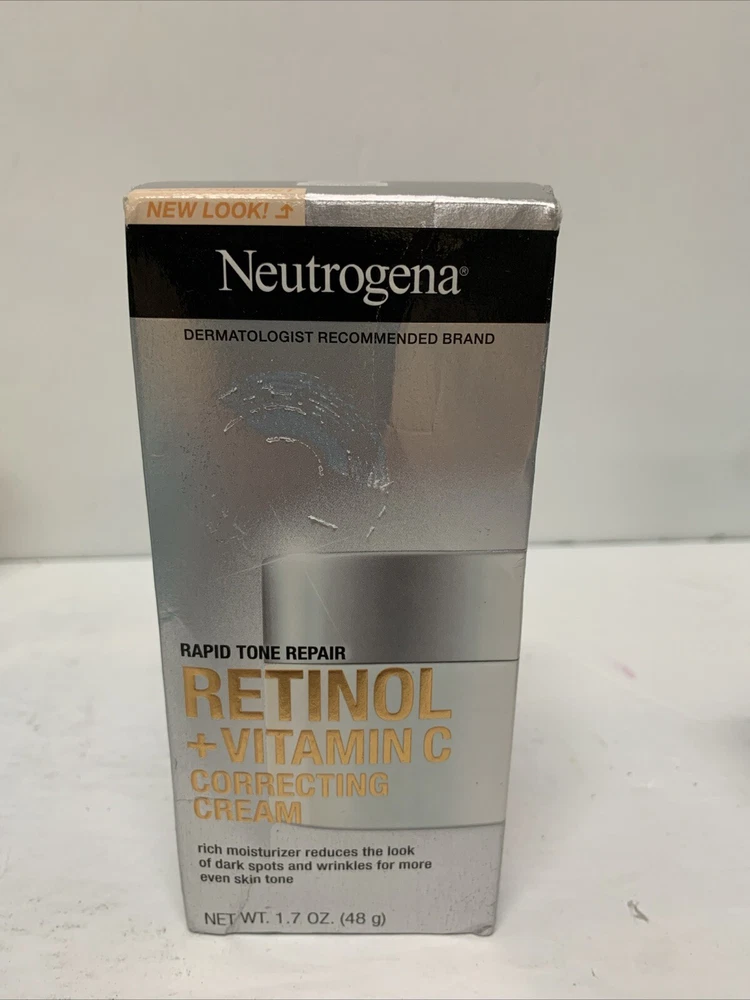 NEW LOOK!
Neutrogena®
DERMATOLOGIST RECOMMENDED BRAND
RAPID TONE REPAIR
RETINOL
+ VITAMIN C
CORRECTING
CREAM
rich moisturizer reduces the look
of dark spots and wrinkles for more
even skin tone
NET WT. 1.7 OZ. (48 g)